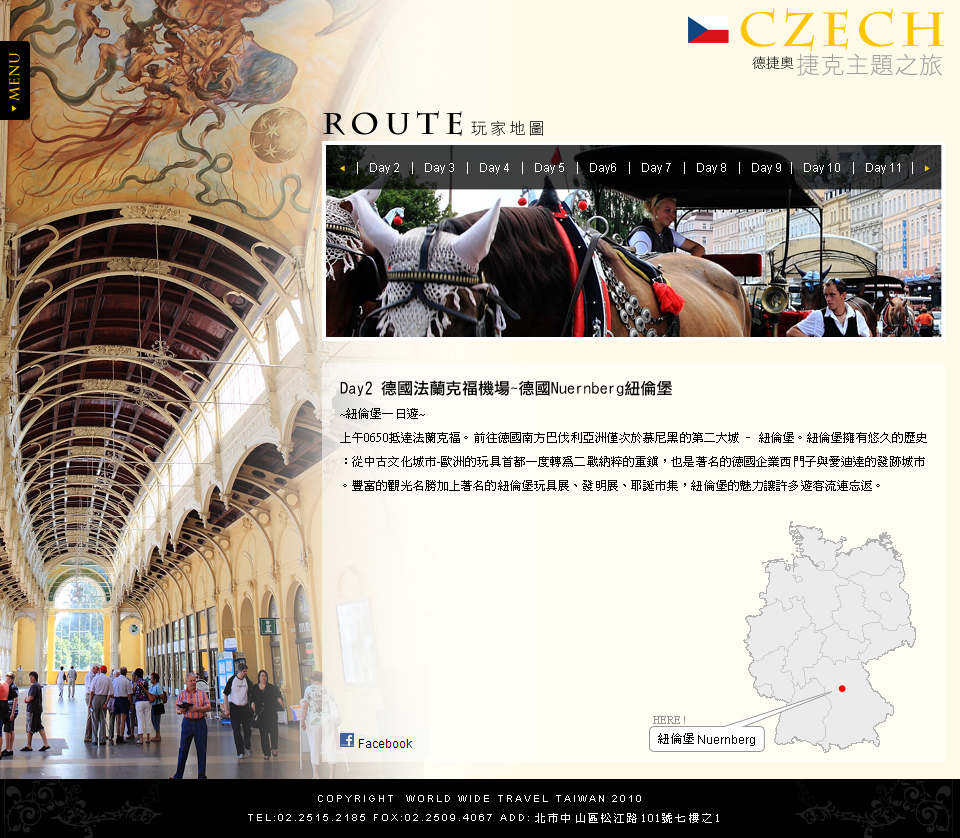 CZECH
德捷奧 捷克主題之旅
MENU
ROUTE 玩家地圖
Day 2 | Day 3 | Day 4 | Day 5 | Day6 | Day 7 | Day 8 | Day 9 | Day 10 | Day 11
Day2 德國法蘭克福機場~德國Nuernberg紐倫堡
~紐倫堡一日遊~
上午0650抵達法蘭克福。前往德國南方巴伐利亞洲僅次於慕尼黑的第二大城 - 紐倫堡。紐倫堡擁有悠久的歷史
：從中古文化城市-歐洲的玩具首都一度轉為二戰納粹的重鎮，也是著名的德國企業西門子與愛迪達的發跡城市
。豐富的觀光名勝加上著名的紐倫堡玩具展、發明展、耶誕市集，紐倫堡的魅力讓許多遊客流連忘返。
HERE!
紐倫堡 Nuernberg
Facebook
COPYRIGHT WORLD WIDE TRAVEL TAIWAN 2010
TEL:02.2515.2185 FOX:02.2509.4067 ADD: 北市中山區松江路101號七樓之1